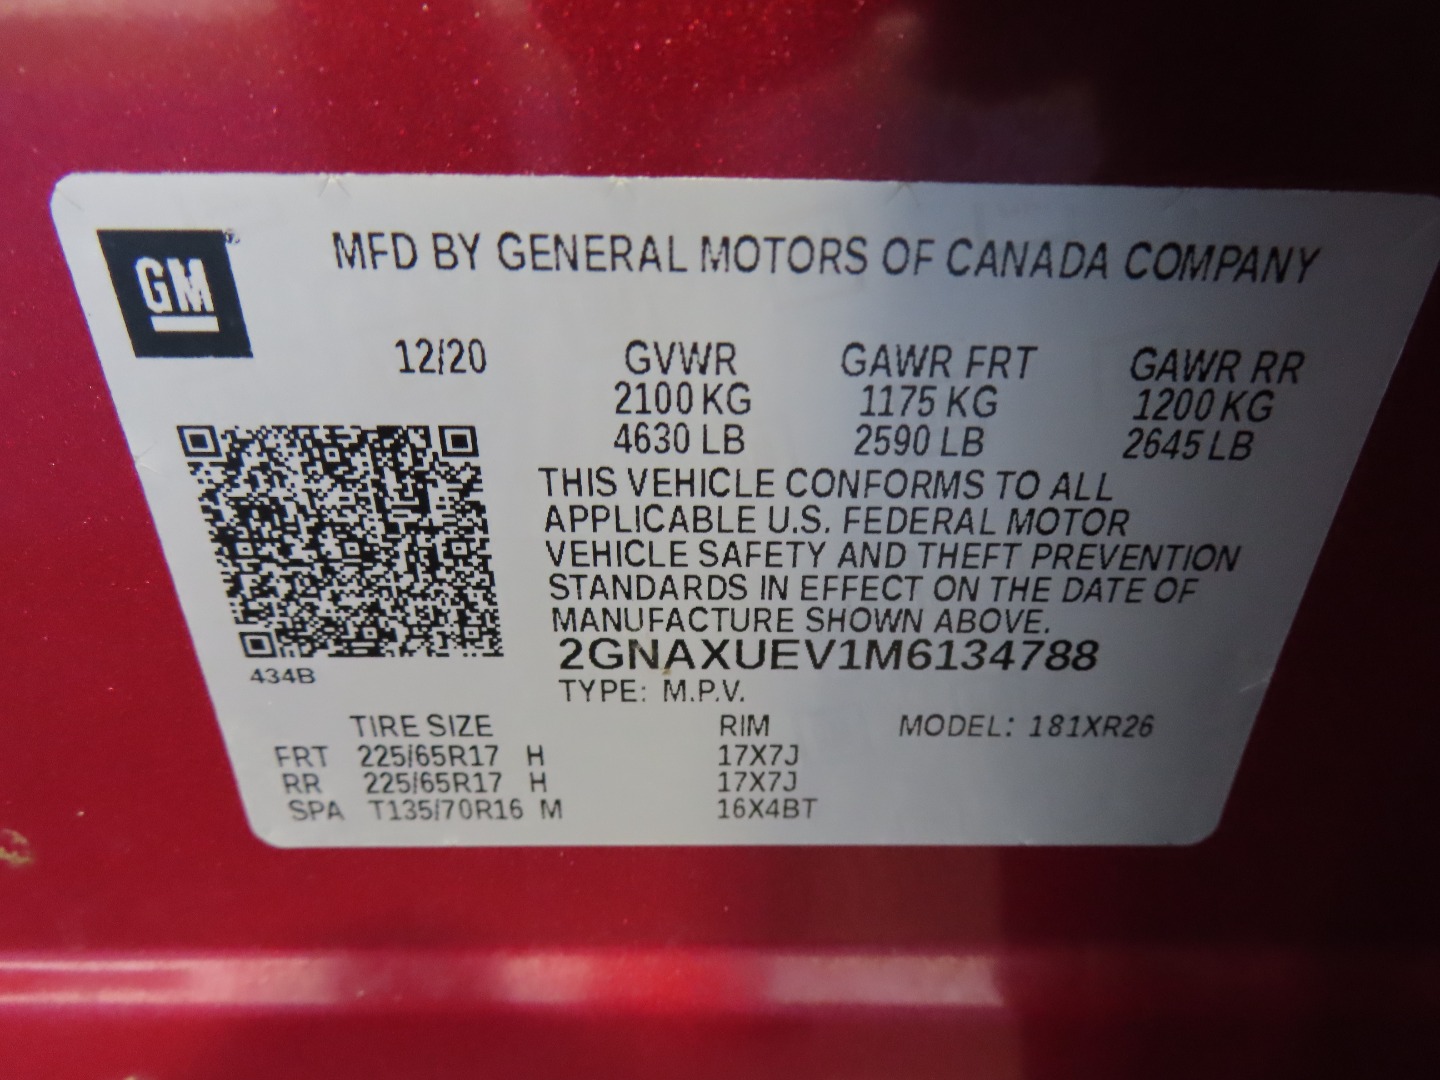 GM
MFD BY GENERAL MOTORS OF CANADA COMPANY
12/20 GVWR GAWR FRT GAWR RR
2100 KG 1175 KG 1200 KG
4630 LB 2590 LB 2645 LB
THIS VEHICLE CONFORMS TO ALL
APPLICABLE U.S. FEDERAL MOTOR
VEHICLE SAFETY AND THEFT PREVENTION
STANDARDS IN EFFECT ON THE DATE OF
MANUFACTURE SHOWN ABOVE.
2GNAXUEV1M6134788
434B
TYPE: M.P.V.
TIRE SIZE RIM MODEL: 181XR26
FRT 225/65R17 H 17X7J
RR 225/65R17 H 17X7J
SPA T135/70R16 M 16X4BT